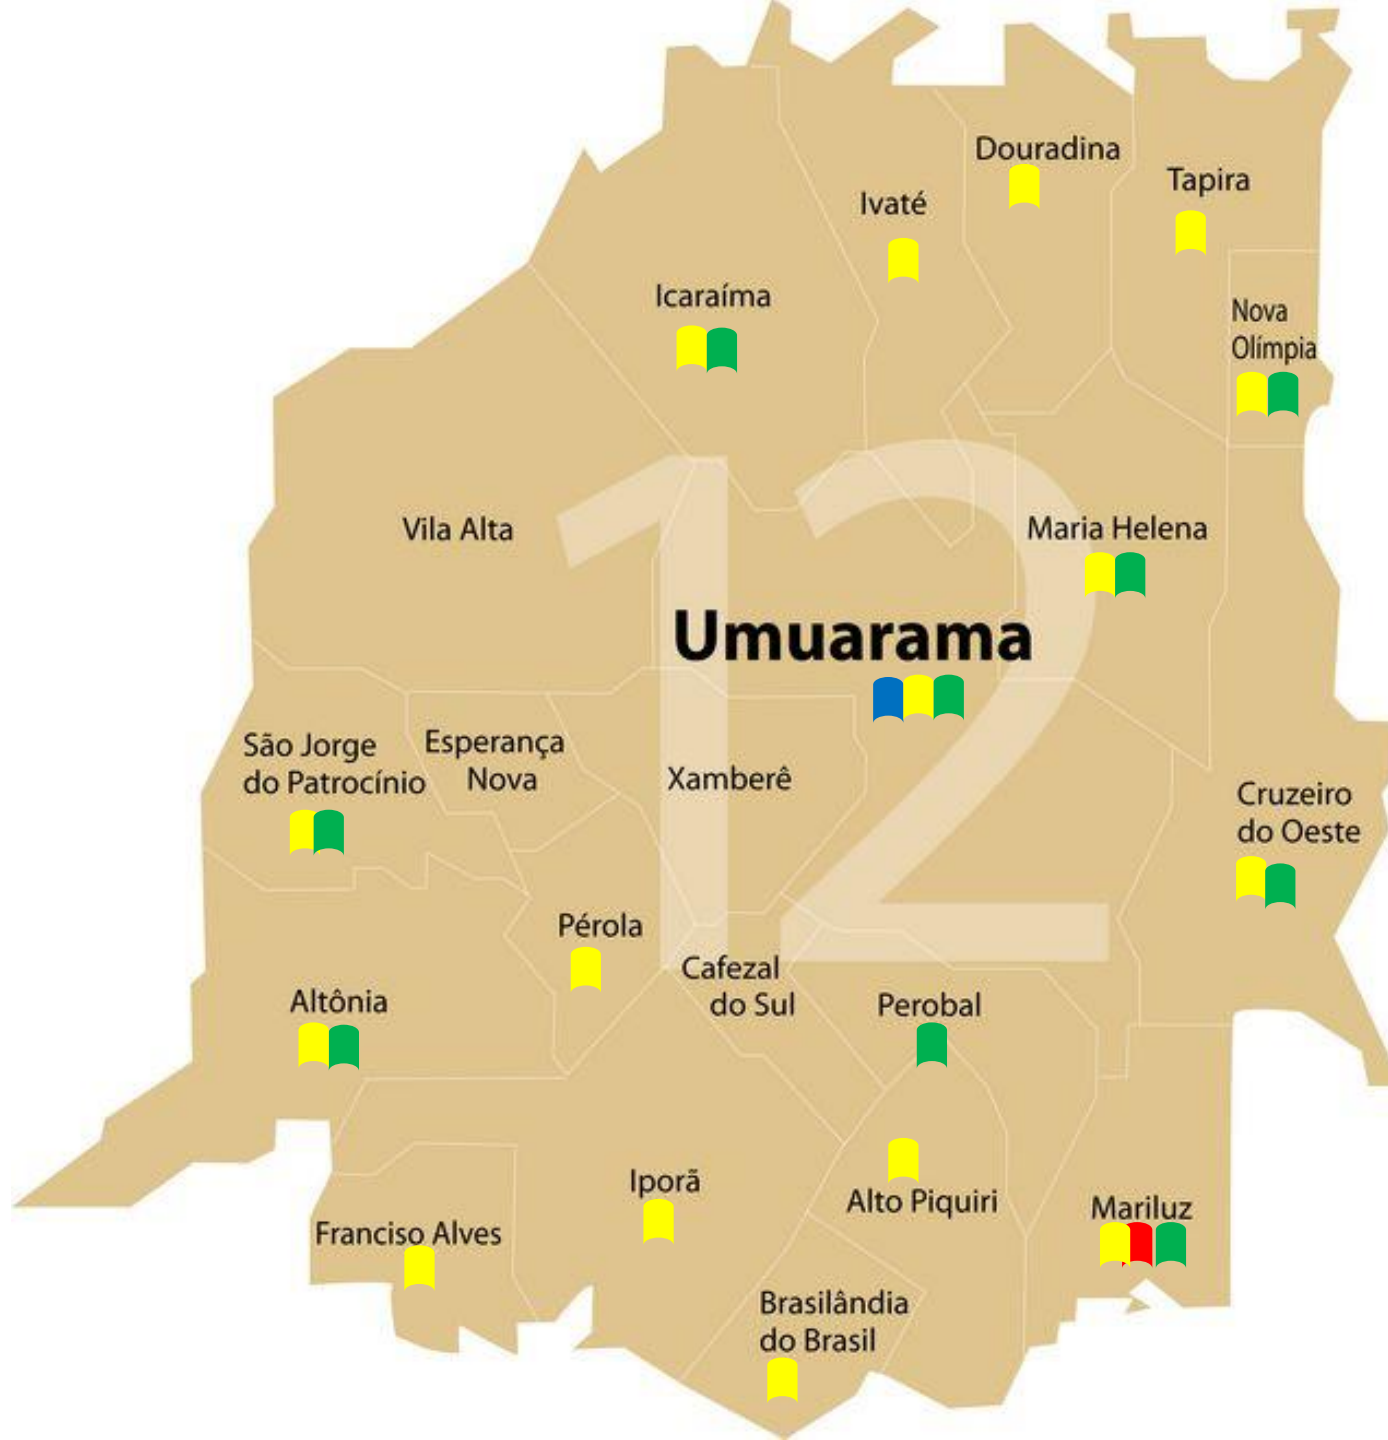 Douradina
Tapira
Ivaté
Icaraíma
Nova
Olímpia
12
Vila Alta
Maria Helena
Umuarama
São Jorge
do Patrocínio
Esperança
Nova
Xamberê
Cruzeiro
do Oeste
Pérola
Cafezal
do Sul
Altônia
Perobal
Iporã
Alto Piquiri
Mariluz
Franciso Alves
Brasilândia
do Brasil